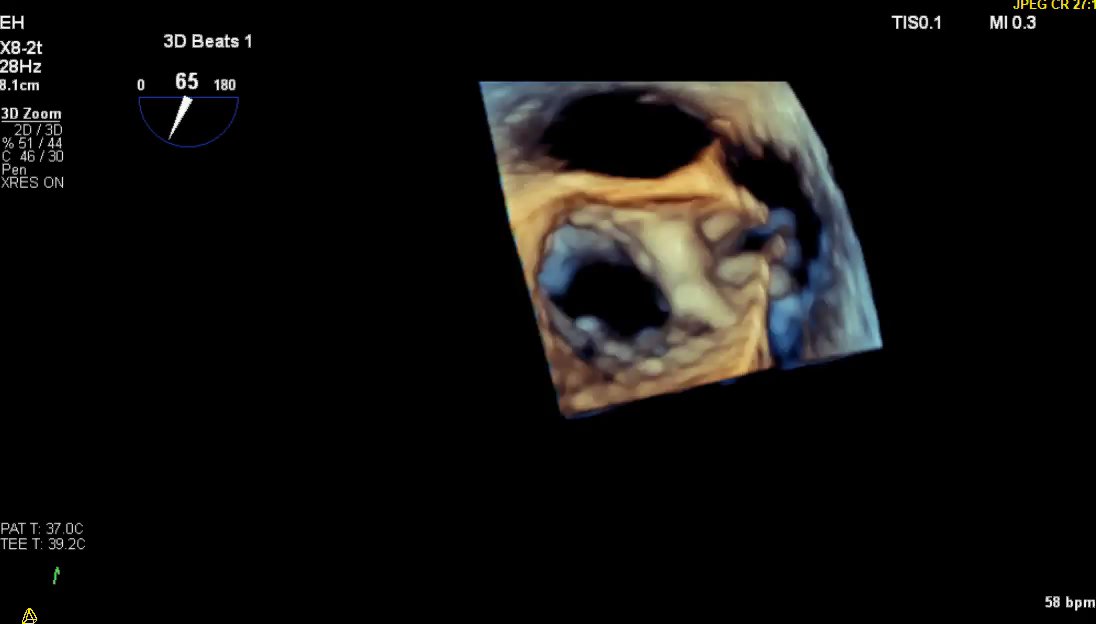 JPEG CR 27:1
EH
TIS0.1 MI 0.3
X8-2t
28Hz
8.1cm
3D Beats 1
0 65 180
3D Zoom
2D / 3D
% 51 / 44
C 46 / 30
Pen
XRES ON
PAT T: 37.0C
TEE T: 39.2C
58 bpm